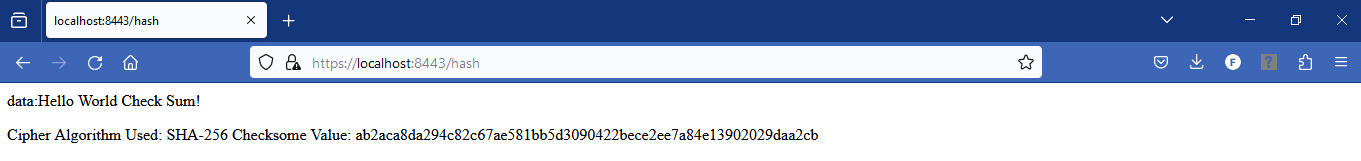 localhost:8443/hash
https://localhost:8443/hash
F
?
data:Hello World Check Sum!
Cipher Algorithm Used: SHA-256 Checksome Value: ab2aca8da294c82c67ae581bb5d3090422bece2ee7a84e13902029daa2cb